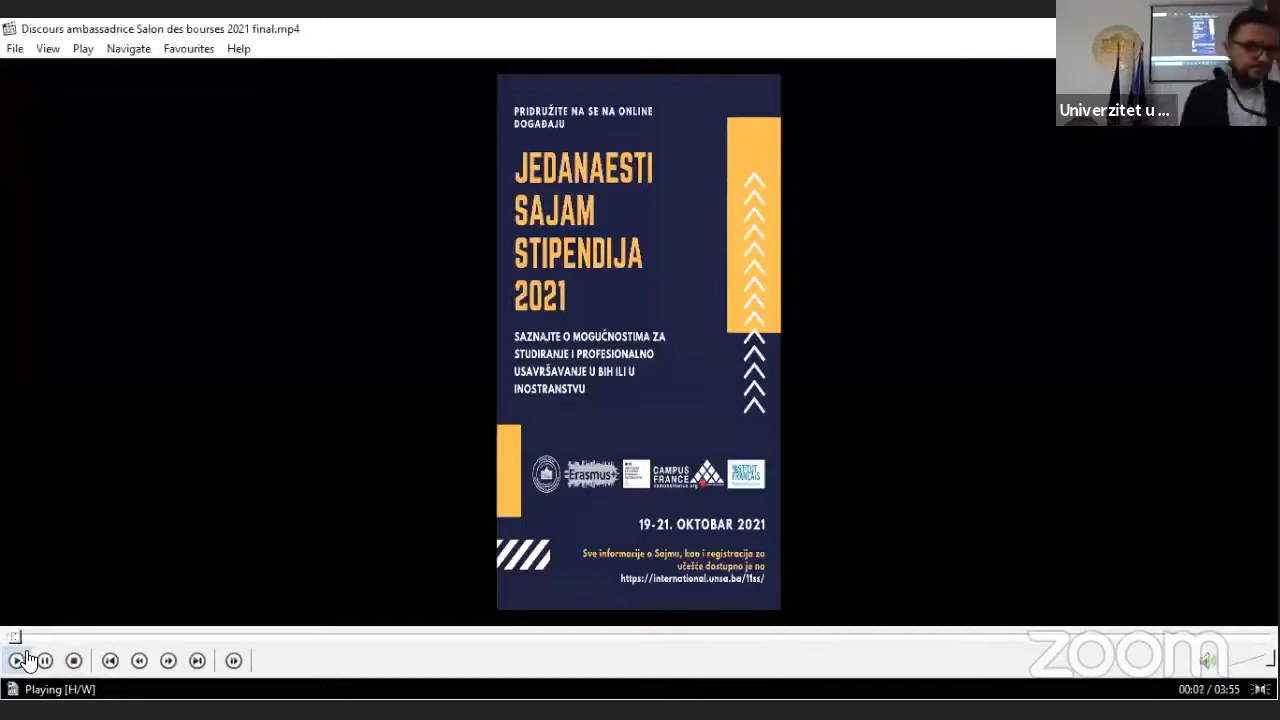 Discours ambassadrice Salon des bourses 2021 final.mp4
File View Play Navigate Favourites Help
Univerzitet u ...
PRIDRUŽITE NA SE NA ONLINE
DOGAĐAJU
JEDANAESTI
SAJAM
STIPENDIJA
2021
SAZNAJTE O MOGUĆNOSTIMA ZA
STUDIRANJE I PROFESIONALNO
USAVRŠAVANJE U BIH ILI U
INOSTRANSTVU
Erasmus+
CAMPUS
FRANCE
campusfrance.org
INSTITUT
FRANÇAIS
19-21. OKTOBAR 2021
Sve informacije o Sajmu, kao i registracija za
učešće dostupno je na
https://international.unsa.ba/11ss/
zoom
Playing [H/W]
00:02 / 03:55